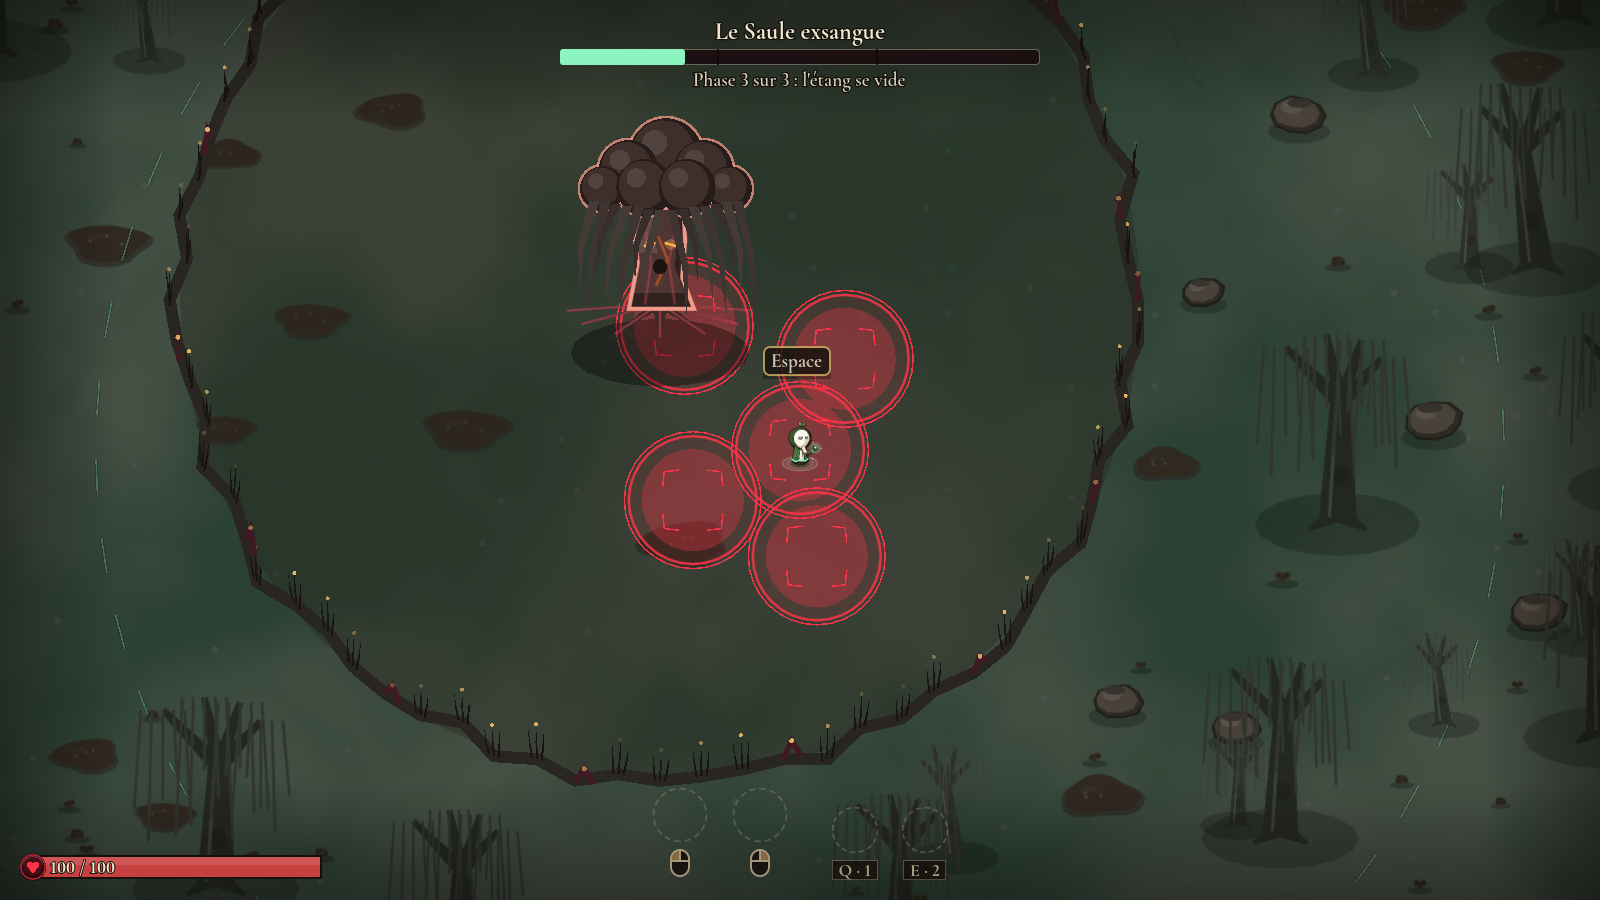 Le Saule exsangue
Phase 3 sur 3 : l'étang se vide
Espace
100 / 100
Q · 1
E · 2